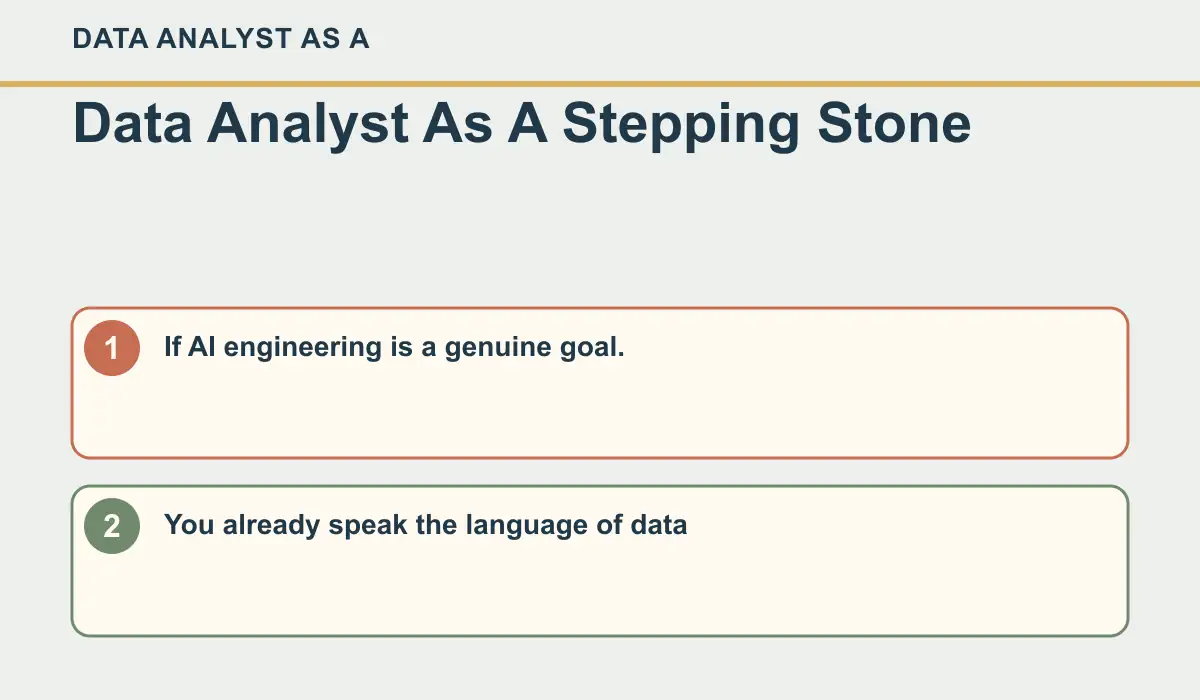 DATA ANALYST AS A
Data Analyst As A Stepping Stone
1
If AI engineering is a genuine goal.
2
You already speak the language of data